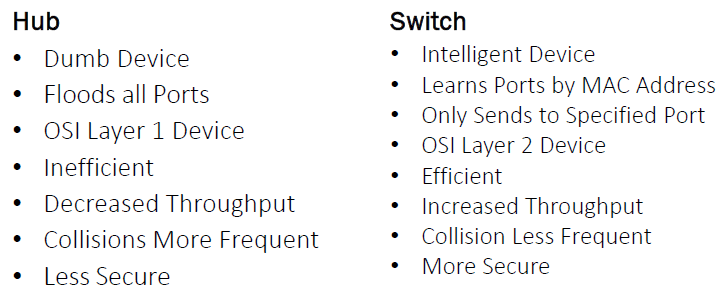 Hub
• Dumb Device
• Floods all Ports
• OSI Layer 1 Device
• Inefficient
• Decreased Throughput
• Collisions More Frequent
• Less Secure
Switch
• Intelligent Device
• Learns Ports by MAC Address
• Only Sends to Specified Port
• OSI Layer 2 Device
• Efficient
• Increased Throughput
• Collision Less Frequent
• More Secure